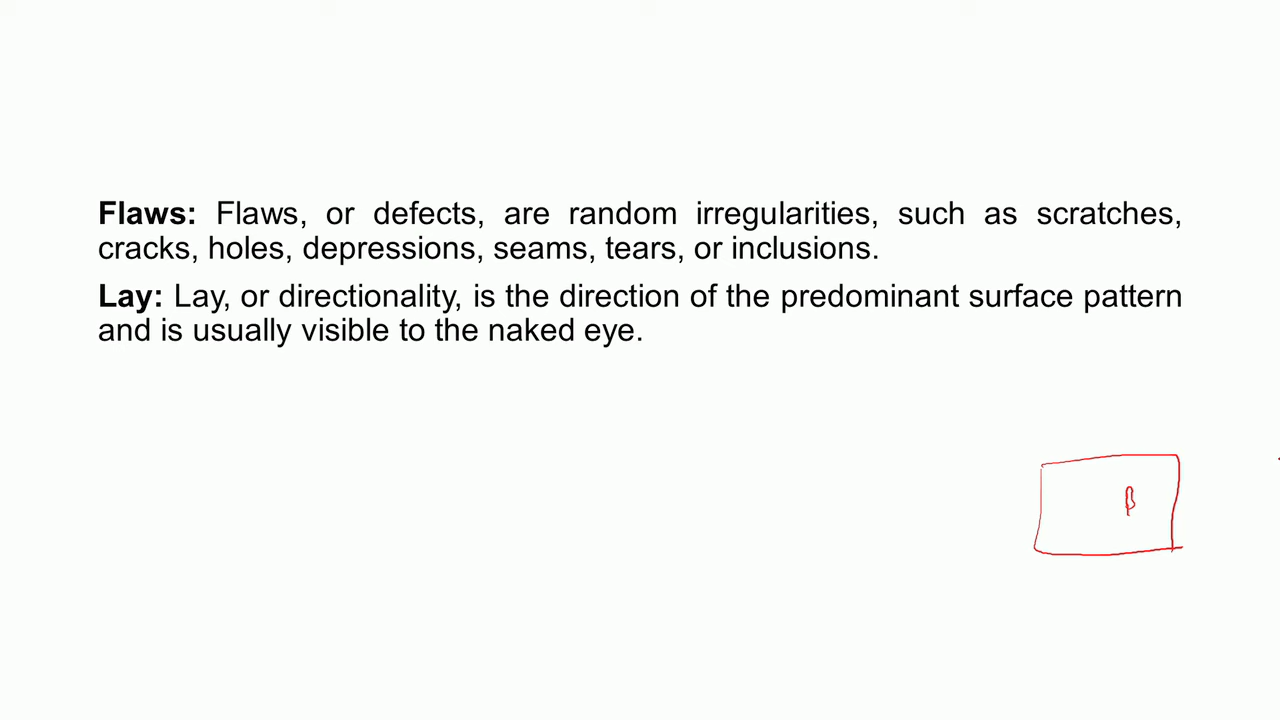 Flaws: Flaws, or defects, are random irregularities, such as scratches,
cracks, holes, depressions, seams, tears, or inclusions.
Lay: Lay, or directionality, is the direction of the predominant surface pattern
and is usually visible to the naked eye.